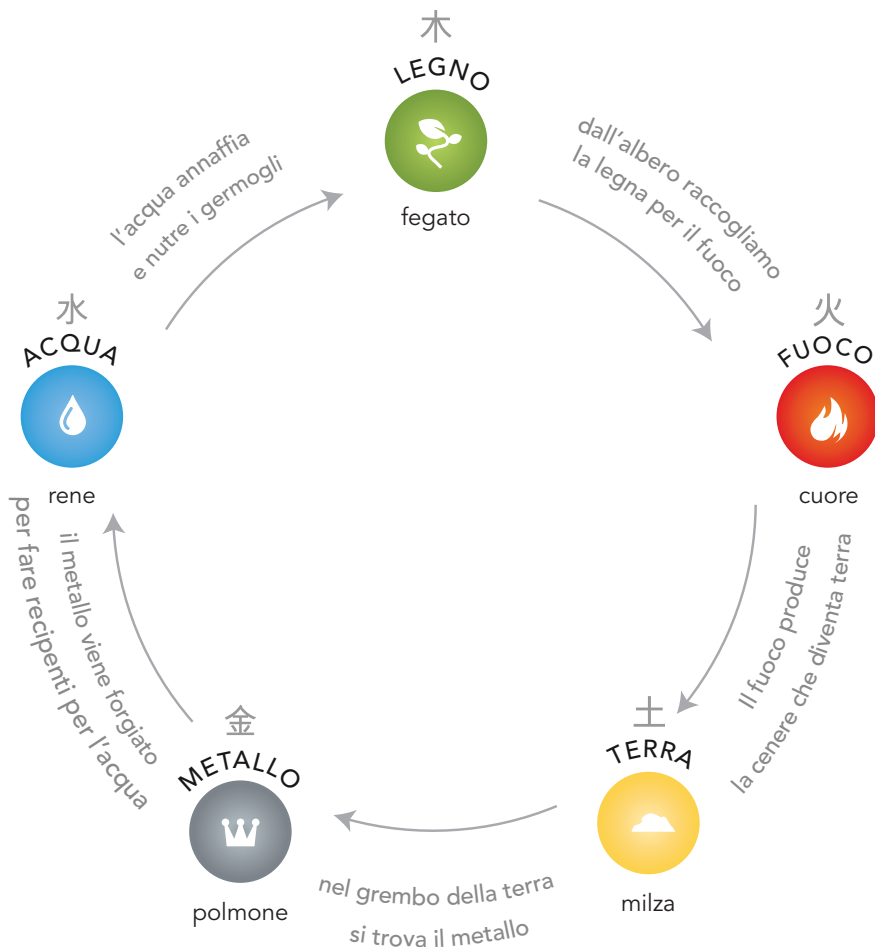 木
LEGNO
fegato
dall'albero raccogliamo
la legna per il fuoco
火
FUOCO
cuore
Il fuoco produce
la cenere che diventa terra
土
TERRA
milza
nel grembo della terra
si trova il metallo
金
METALLO
polmone
il metallo viene forgiato
per fare recipenti per l'acqua
水
ACQUA
rene
l'acqua annaffia
e nutre i germogli